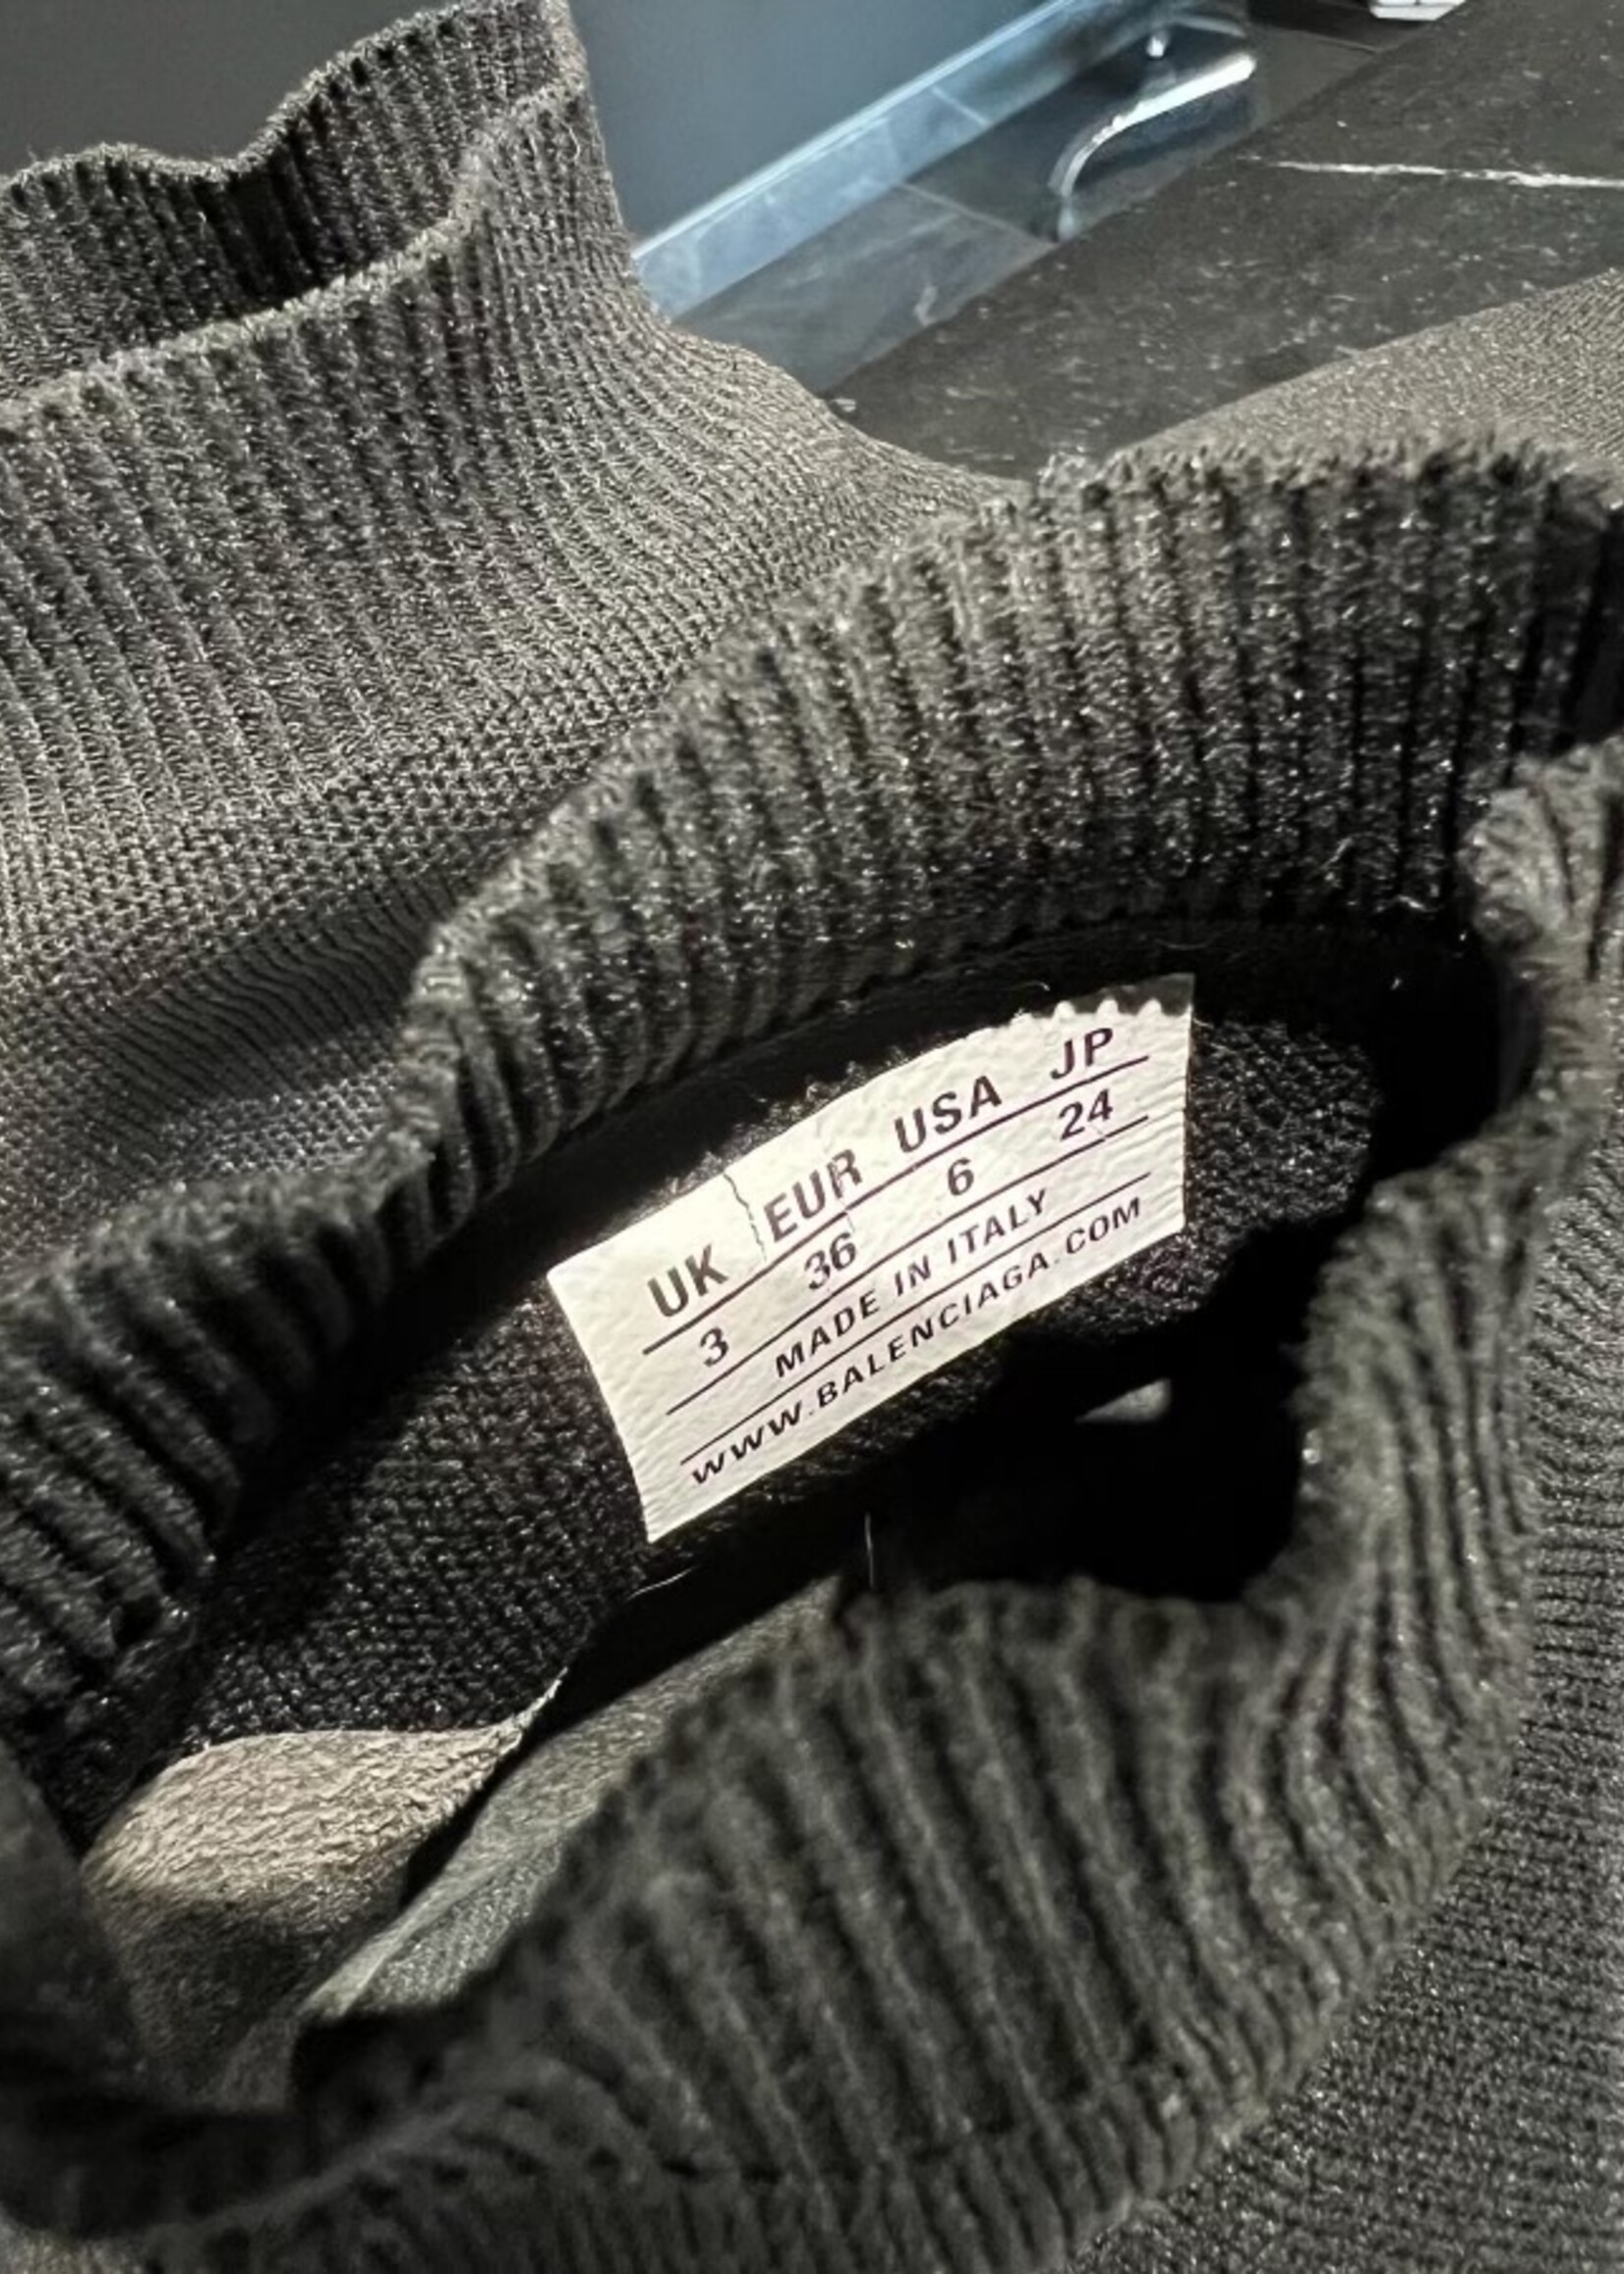 UK EUR USA JP
3 36 6 24
MADE IN ITALY
WWW.BALENCIAGA.COM